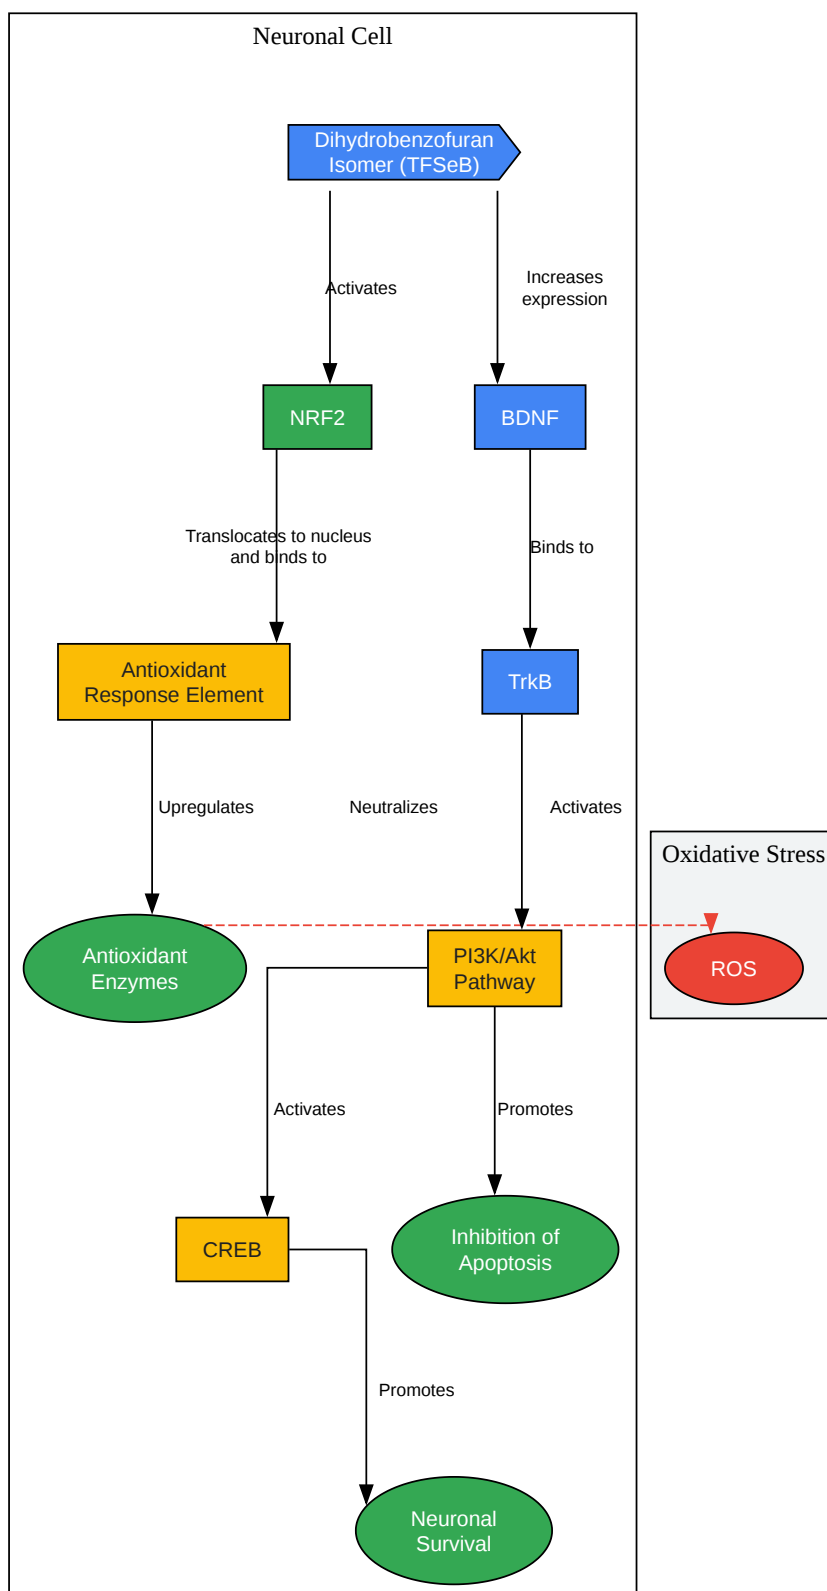 Neuronal Cell
Dihydrobenzofuran
Isomer (TFSeB)
Activates
Increases
expression
NRF2
BDNF
Translocates to nucleus
and binds to
Binds to
Antioxidant
Response Element
TrkB
Upregulates
Neutralizes
Activates
Oxidative Stress
Antioxidant
Enzymes
PI3K/Akt
Pathway
ROS
Activates
Promotes
CREB
Inhibition of
Apoptosis
Promotes
Neuronal
Survival